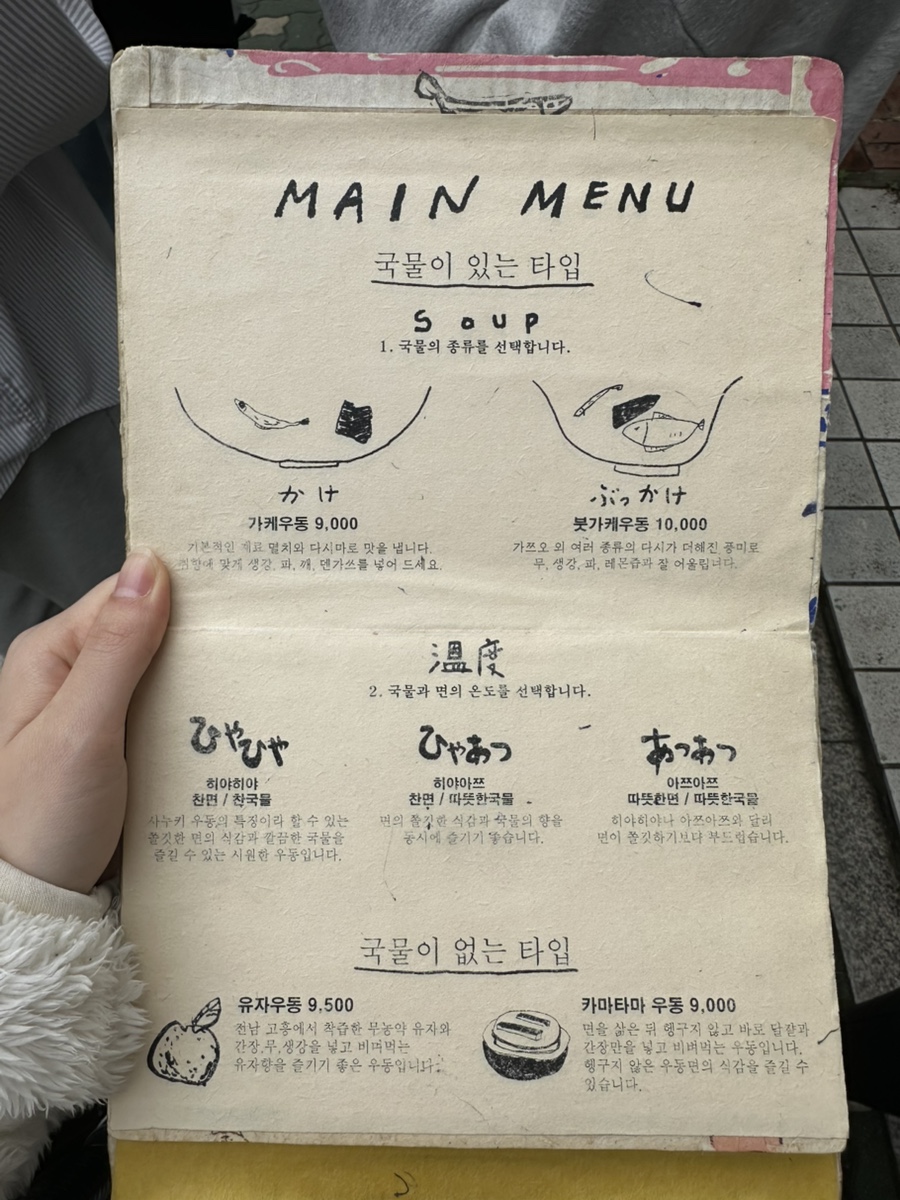 MAIN MENU
국물이 있는 타입
SOUP
1. 국물의 종류를 선택합니다.
かけ
가케우동 9,000
기본적인 재료 멸치와 다시마로 맛을 냅니다.
취향에 맞게 생강, 파, 깨, 덴가쓰를 넣어 드세요.
ぶっかけ
붓가케우동 10,000
가쯔오 외 여러 종류의 다시가 더해진 풍미로
무, 생강, 파, 레몬즙과 잘 어울립니다.
温度
2. 국물과 면의 온도를 선택합니다.
ひやひや
히야히야
찬면 / 찬국물
사누키 우동의 특징이라 할 수 있는
쫄깃한 면의 식감과 깔끔한 국물을
즐길 수 있는 시원한 우동입니다.
ひやあつ
히야아쯔
찬면 / 따뜻한국물
면의 쫄깃한 식감과 국물의 향을
동시에 즐기기 좋습니다.
あつあつ
아쯔아쯔
따뜻한면 / 따뜻한국물
히야히야나 아쯔아쯔와 달리
면이 쫄깃하기보다 부드럽습니다.
국물이 없는 타입
유자우동 9,500
전남 고흥에서 착즙한 무농약 유자와
간장,무,생강을 넣고 비벼먹는
유자향을 즐기기 좋은 우동입니다.
카마타마 우동 9,000
면을 삶은 뒤 헹구지 않고 바로 달걀과
간장만을 넣고 비벼먹는 우동입니다.
헹구지 않은 우동면의 식감을 즐길 수
있습니다.